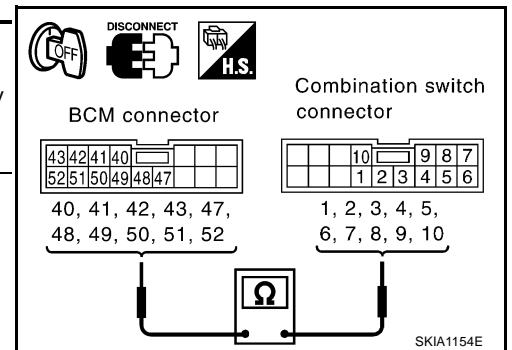 OFF
DISCONNECT
H.S.
BCM connector
Combination switch
connector
43 42 41 40
52 51 50 49 48 47
10 9 8 7
1 2 3 4 5 6
40, 41, 42, 43, 47,
48, 49, 50, 51, 52
1, 2, 3, 4, 5,
6, 7, 8, 9, 10
Ω
SKIA1154E